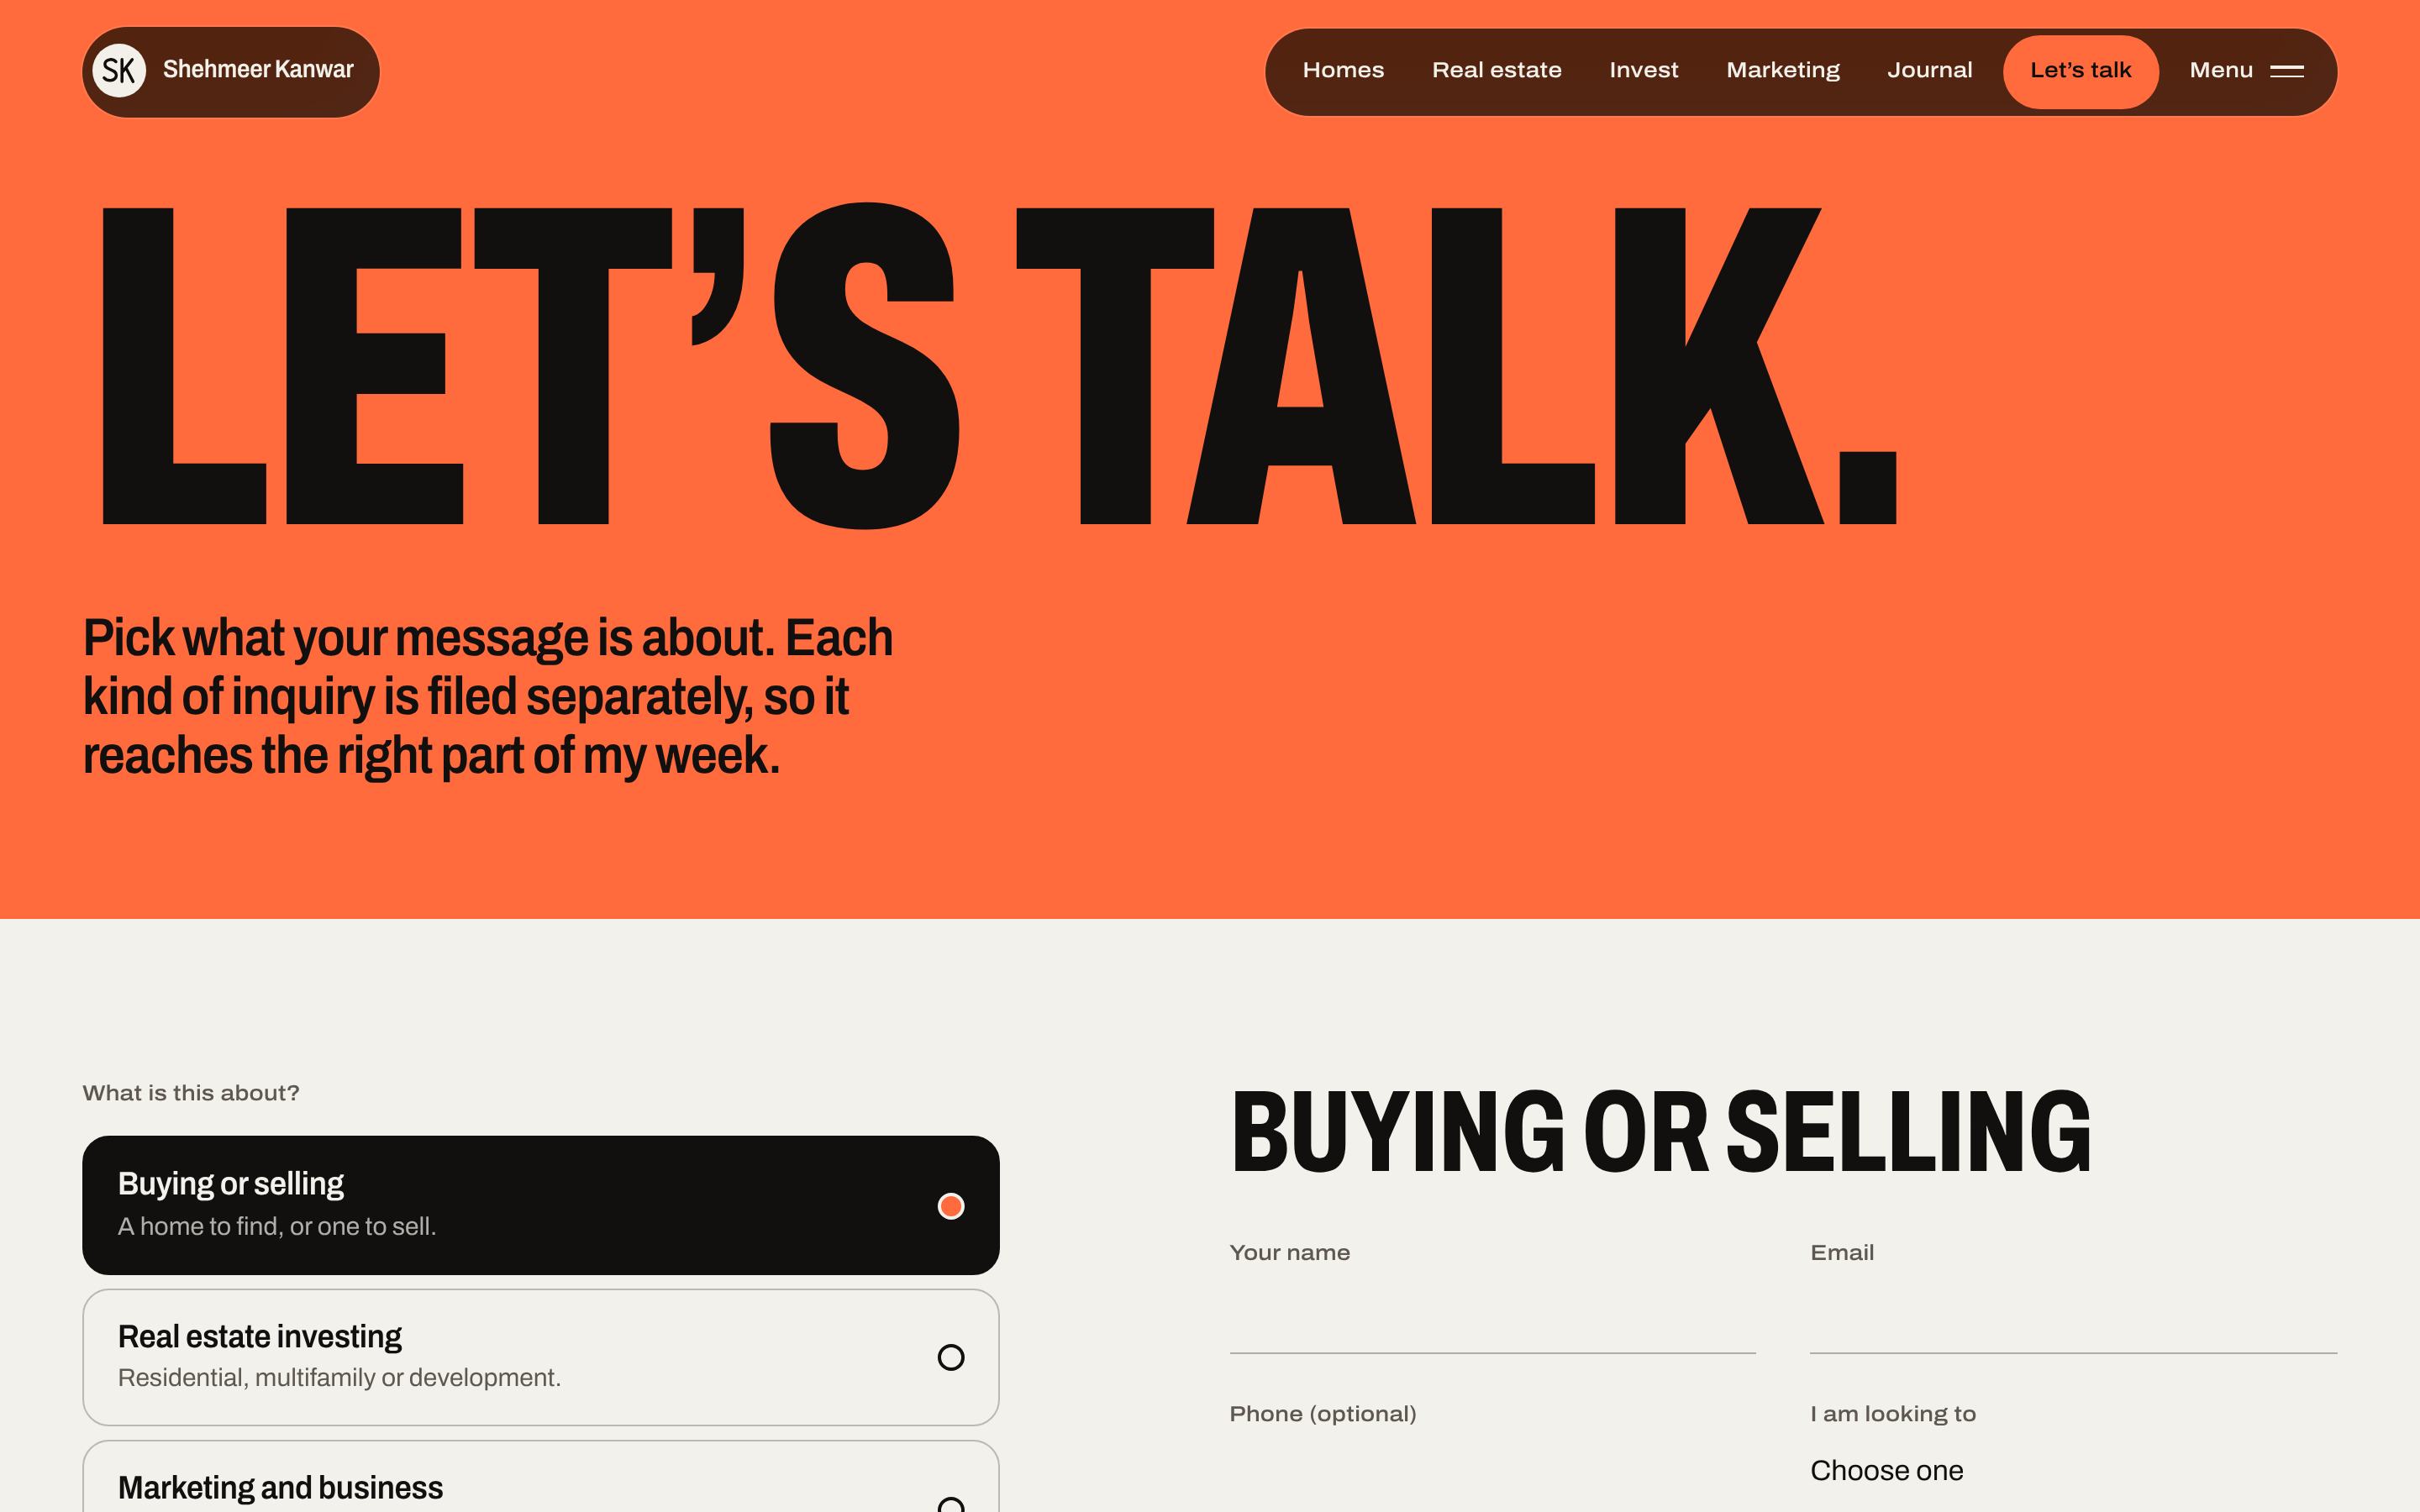 SK Shehmeer Kanwar
Homes Real estate Invest Marketing Journal Let’s talk Menu
LET’S TALK.
Pick what your message is about. Each
kind of inquiry is filed separately, so it
reaches the right part of my week.
What is this about?
Buying or selling
A home to find, or one to sell.
Real estate investing
Residential, multifamily or development.
Marketing and business
BUYING OR SELLING
Your name
Email
Phone (optional)
I am looking to
Choose one